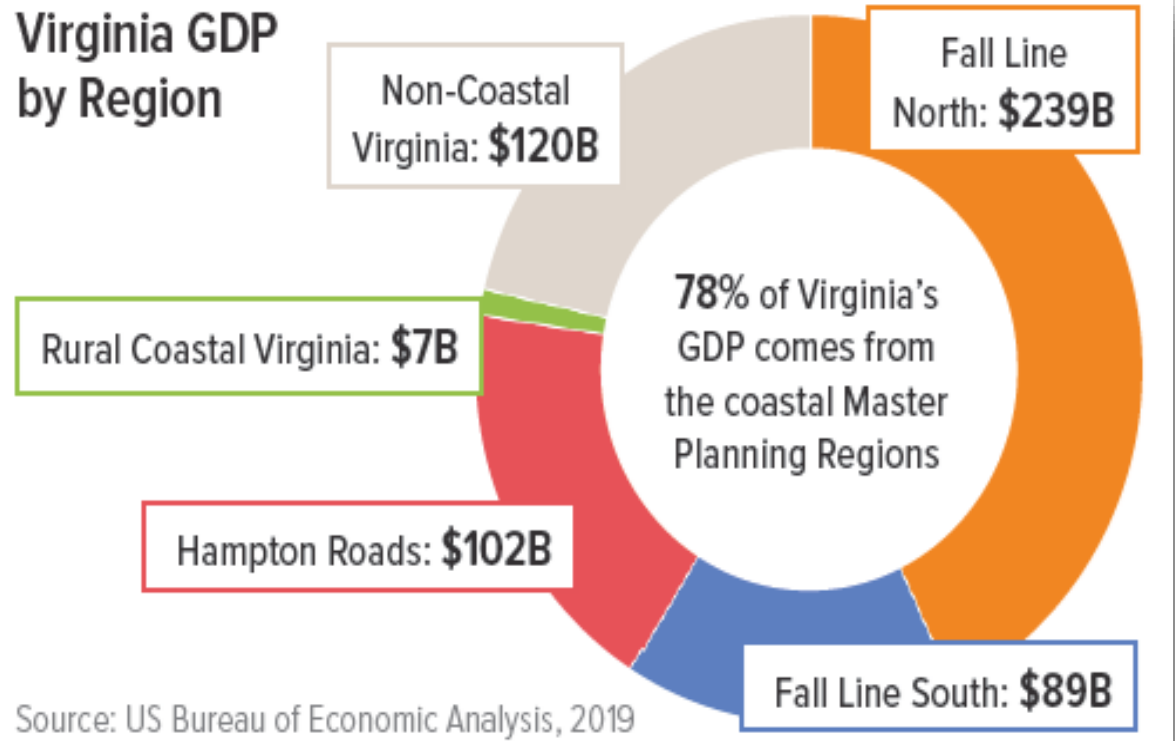 Virginia GDP
by Region
Non-Coastal
Virginia: $120B
Fall Line
North: $239B
Rural Coastal Virginia: $7B
78% of Virginia’s
GDP comes from
the coastal Master
Planning Regions
Hampton Roads: $102B
Fall Line South: $89B
Source: US Bureau of Economic Analysis, 2019